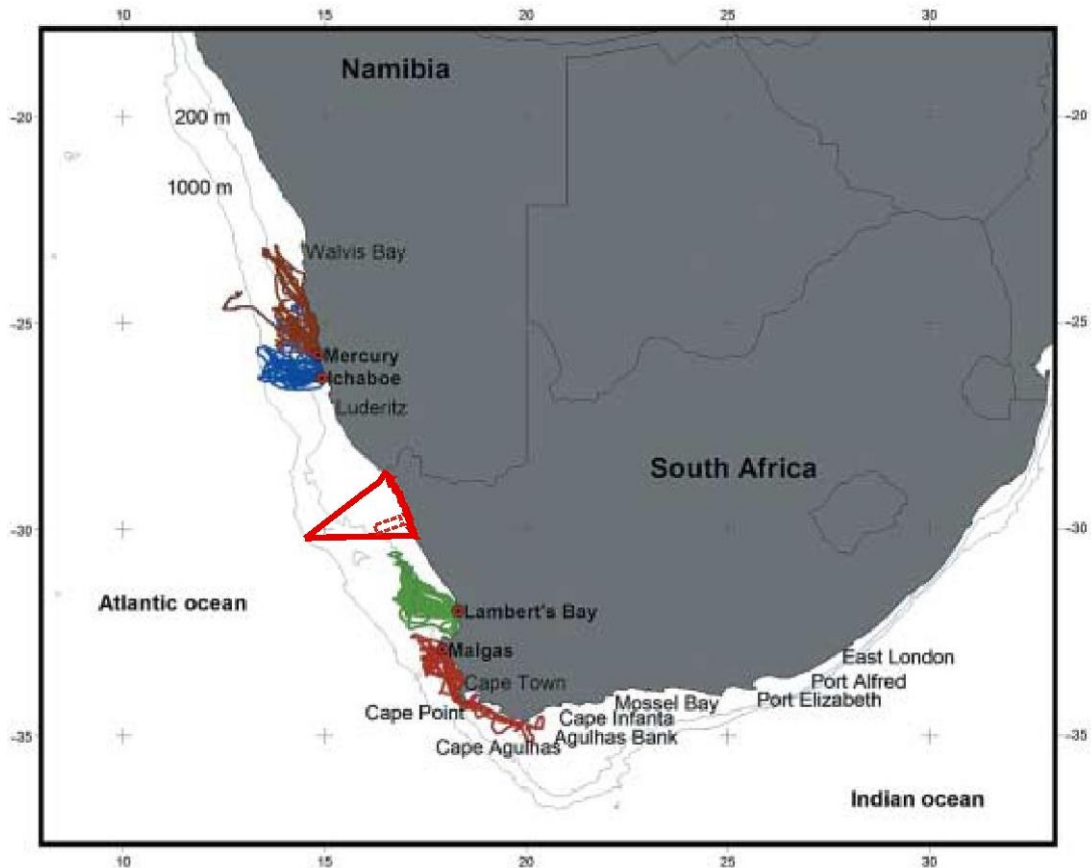 10 15 20 25 30
Namibia
-20 200 m -20
1000 m
Walvis Bay
-25 -25
Mercury
Ichaboe
Luderitz
South Africa
-30 -30
Atlantic ocean
Lambert's Bay
Malgas
East London
Cape Town
Port Alfred
Mossel Bay
Port Elizabeth
Cape Point
Cape Infanta
-35 -35
Agulhas Bank
Cape Agulhas
Indian ocean
10 15 20 25 30